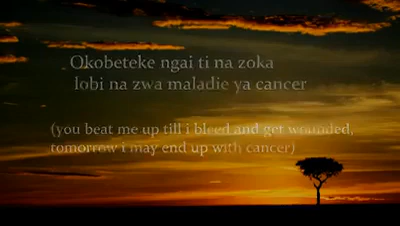 Okobeteke ngai ti na zoka
lobi na zwa maladie ya cancer
(you beat me up till i bleed and get wounded,
tomorrow i may end up with cancer)